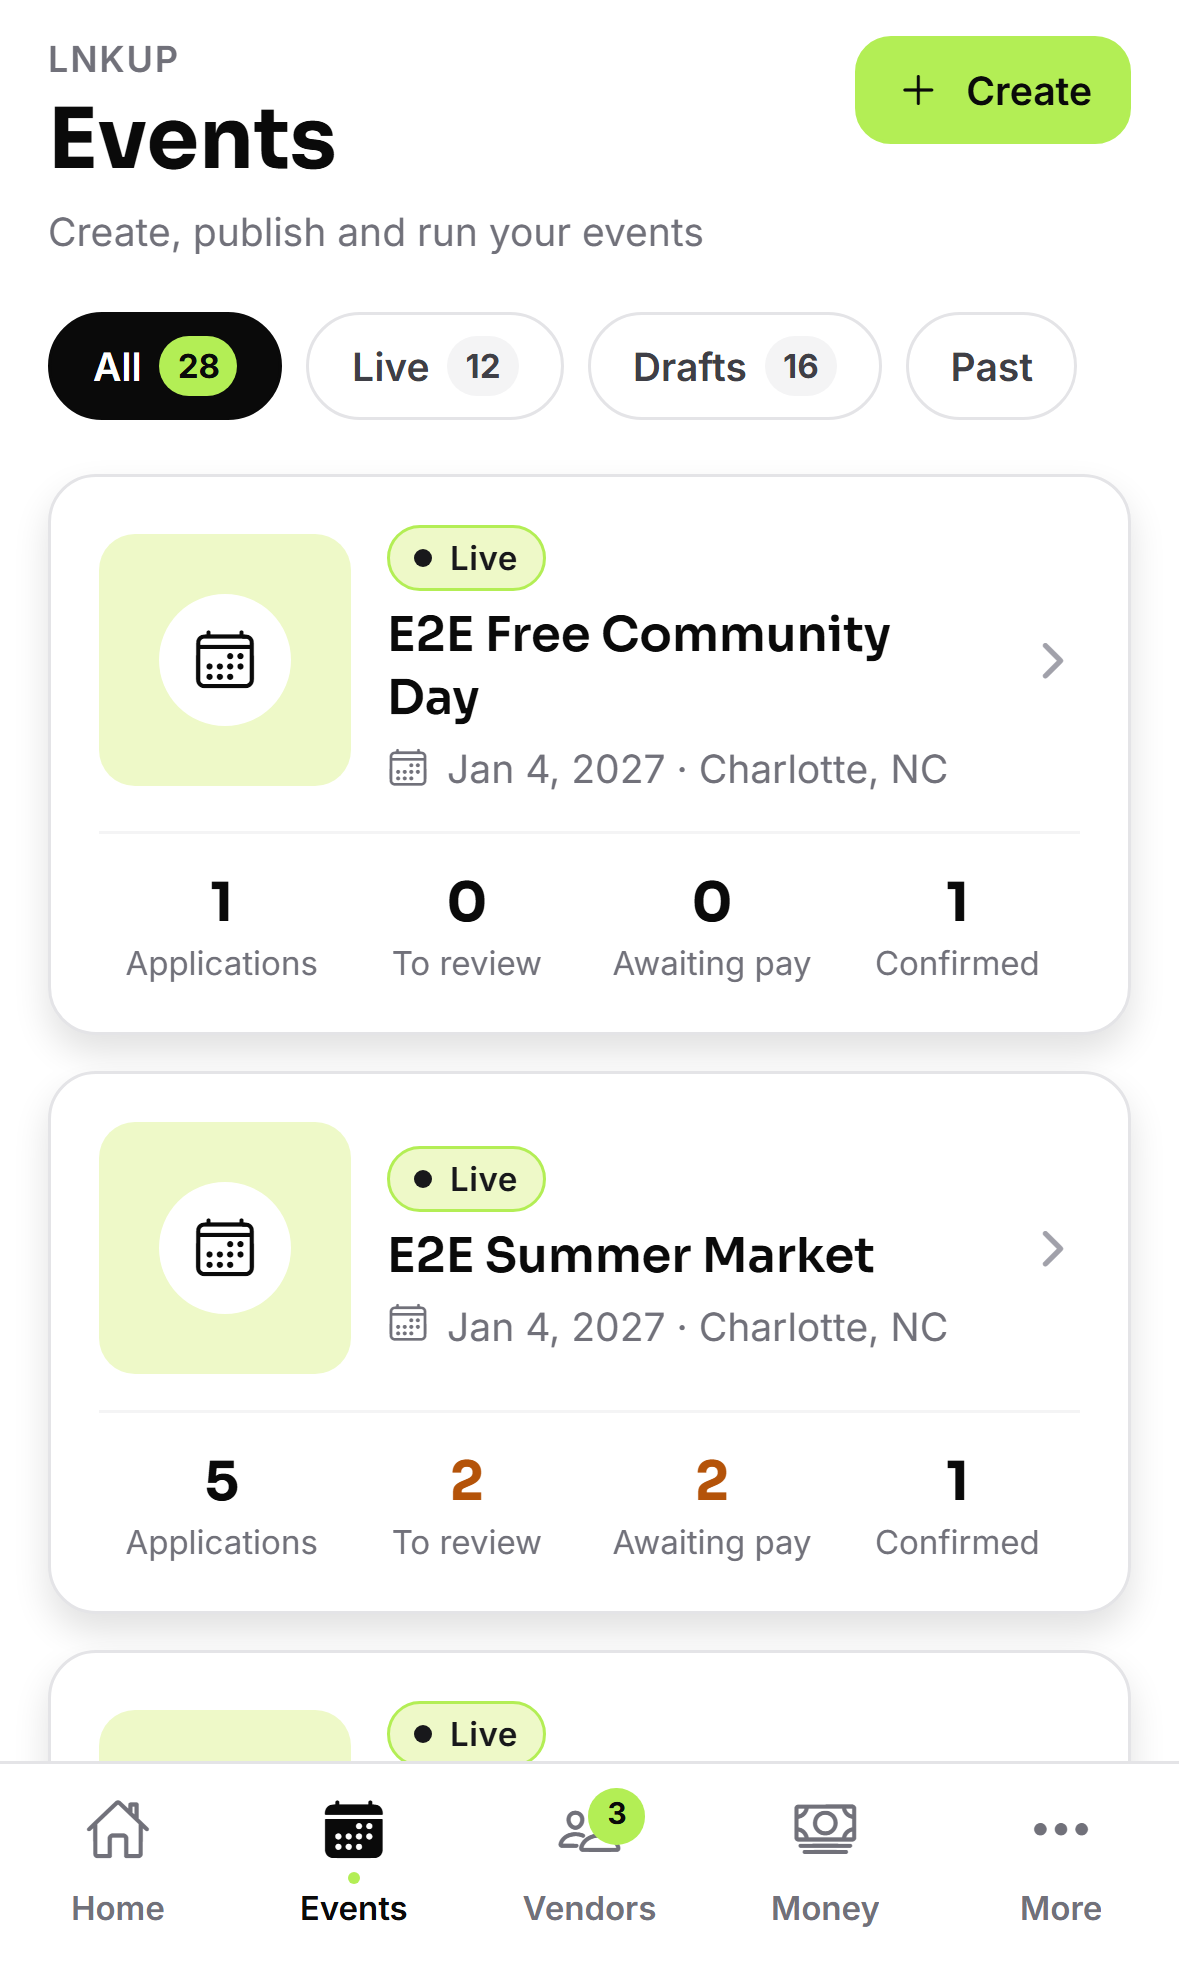 LNKUP
Events
Create
Create, publish and run your events
All 28
Live 12
Drafts 16
Past
Live
E2E Free Community
Day
Jan 4, 2027 · Charlotte, NC
1 0 0 1
Applications To review Awaiting pay Confirmed
Live
E2E Summer Market
Jan 4, 2027 · Charlotte, NC
5 2 2 1
Applications To review Awaiting pay Confirmed
Live
3
Home Events Vendors Money More